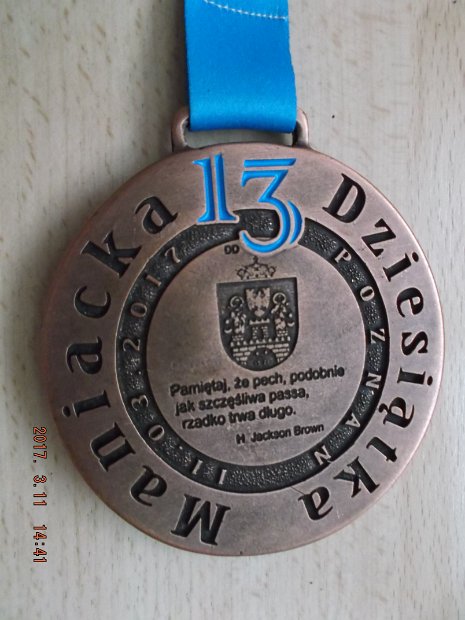 13
Maniacka Dziesiątka
POZNAŃ 11 03 2017
Pamiętaj, że pech, podobnie
jak szczęśliwa passa,
rzadko trwa długo.
H. Jackson Brown
2017. 3.11 14:41